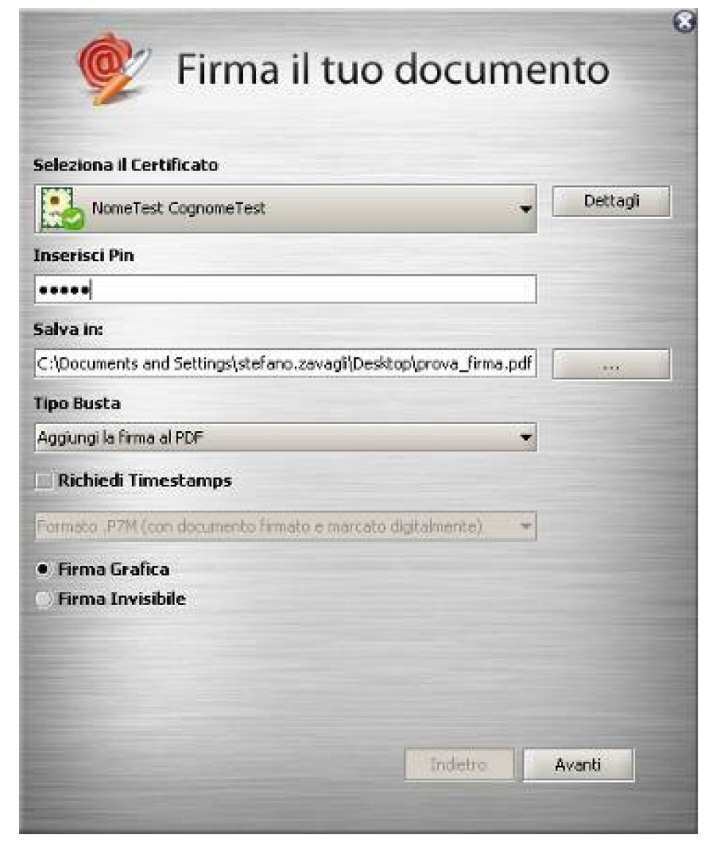 Firma il tuo documento
Seleziona il Certificato
NomeTest CognomeTest
Dettagli
Inserisci Pin
•••••
Salva in:
C:\Documents and Settings\stefano.zavagli\Desktop\prova_firma.pdf
...
Tipo Busta
Aggiungi la firma al PDF
Richiedi Timestamps
Formato .P7M (con documento firmato e marcato digitalmente)
Firma Grafica
Firma Invisibile
Indietro
Avanti